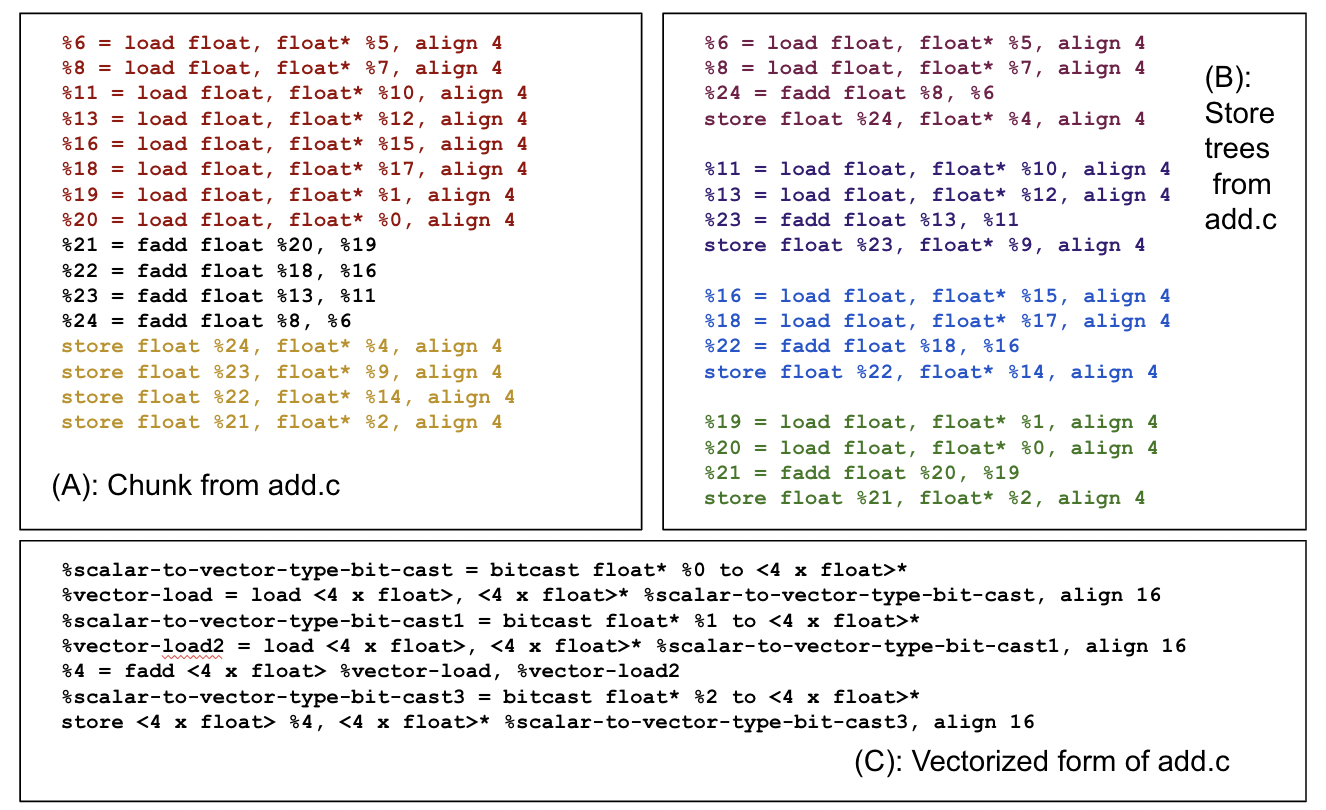 %6 = load float, float* %5, align 4
%8 = load float, float* %7, align 4
%11 = load float, float* %10, align 4
%13 = load float, float* %12, align 4
%16 = load float, float* %15, align 4
%18 = load float, float* %17, align 4
%19 = load float, float* %1, align 4
%20 = load float, float* %0, align 4
%21 = fadd float %20, %19
%22 = fadd float %18, %16
%23 = fadd float %13, %11
%24 = fadd float %8, %6
store float %24, float* %4, align 4
store float %23, float* %9, align 4
store float %22, float* %14, align 4
store float %21, float* %2, align 4
(A): Chunk from add.c
%6 = load float, float* %5, align 4
%8 = load float, float* %7, align 4
%24 = fadd float %8, %6
store float %24, float* %4, align 4
%11 = load float, float* %10, align 4
%13 = load float, float* %12, align 4
%23 = fadd float %13, %11
store float %23, float* %9, align 4
%16 = load float, float* %15, align 4
%18 = load float, float* %17, align 4
%22 = fadd float %18, %16
store float %22, float* %14, align 4
%19 = load float, float* %1, align 4
%20 = load float, float* %0, align 4
%21 = fadd float %20, %19
store float %21, float* %2, align 4
(B):
Store
trees
from
add.c
%scalar-to-vector-type-bit-cast = bitcast float* %0 to <4 x float>*
%vector-load = load <4 x float>, <4 x float>* %scalar-to-vector-type-bit-cast, align 16
%scalar-to-vector-type-bit-cast1 = bitcast float* %1 to <4 x float>*
%vector-load2 = load <4 x float>, <4 x float>* %scalar-to-vector-type-bit-cast1, align 16
%4 = fadd <4 x float> %vector-load, %vector-load2
%scalar-to-vector-type-bit-cast3 = bitcast float* %2 to <4 x float>*
store <4 x float> %4, <4 x float>* %scalar-to-vector-type-bit-cast3, align 16
(C): Vectorized form of add.c